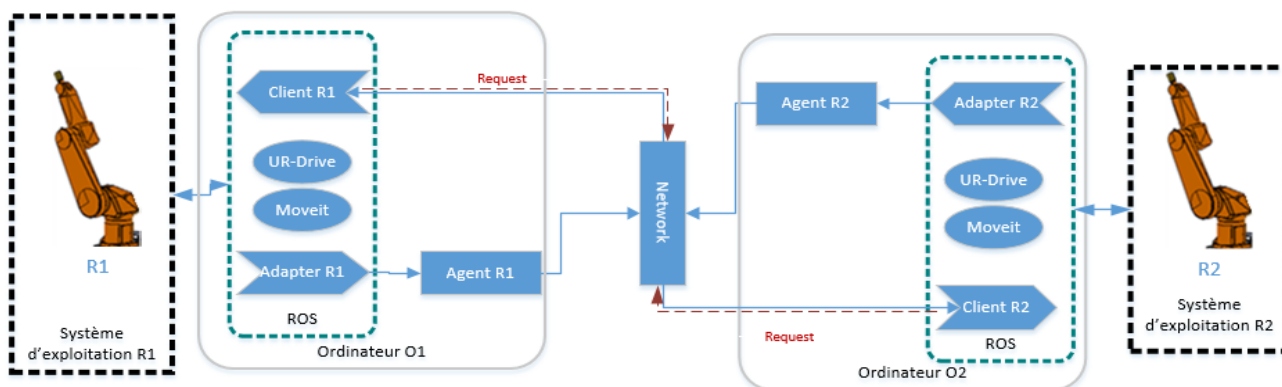 R1
Système
d'exploitation R1
Client R1
UR-Drive
Moveit
Adapter R1
ROS
Agent R1
Ordinateur O1
Request
Network
Request
Agent R2
Adapter R2
UR-Drive
Moveit
Client R2
ROS
Ordinateur O2
R2
Système
d'exploitation R2